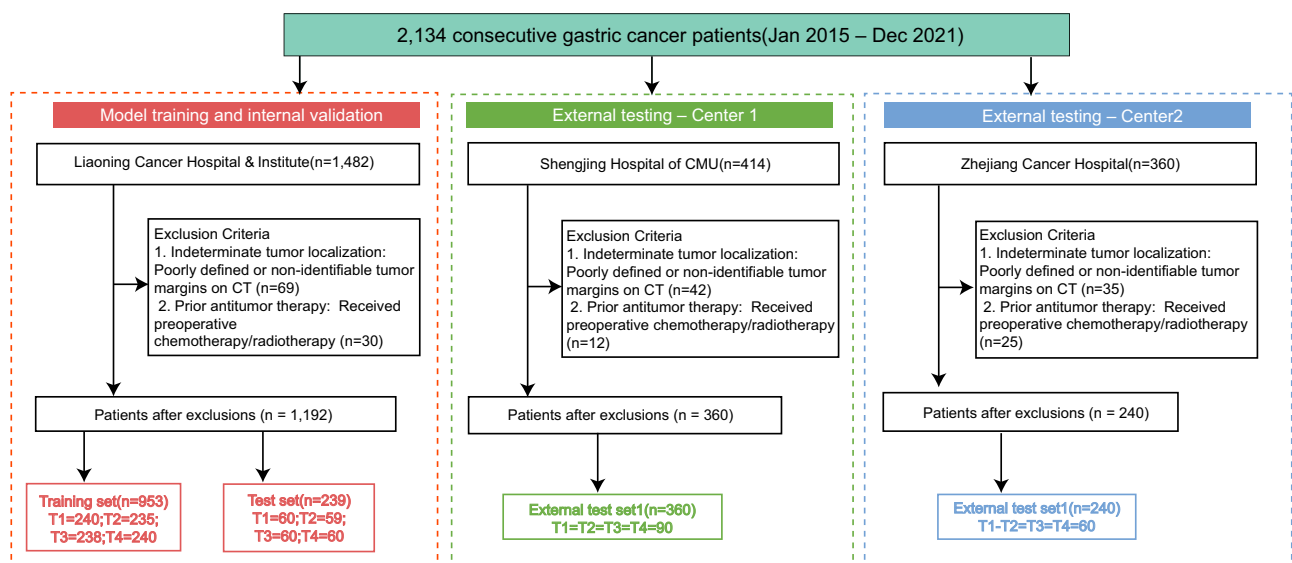 2,134 consecutive gastric cancer patients(Jan 2015 – Dec 2021)
Model training and internal validation
Liaoning Cancer Hospital & Institute(n=1,482)
Exclusion Criteria
1. Indeterminate tumor localization:
Poorly defined or non-identifiable tumor
margins on CT (n=69)
2. Prior antitumor therapy: Received
preoperative
chemotherapy/radiotherapy (n=30)
Patients after exclusions (n = 1,192)
Training set(n=953)
T1=240;T2=235;
T3=238;T4=240
Test set(n=239)
T1=60;T2=59;
T3=60;T4=60
External testing – Center 1
Shengjing Hospital of CMU(n=414)
Exclusion Criteria
1. Indeterminate tumor localization:
Poorly defined or non-identifiable tumor
margins on CT (n=42)
2. Prior antitumor therapy: Received
preoperative chemotherapy/radiotherapy
(n=12)
Patients after exclusions (n = 360)
External test set1(n=360)
T1=T2=T3=T4=90
External testing – Center2
Zhejiang Cancer Hospital(n=360)
Exclusion Criteria
1. Indeterminate tumor localization:
Poorly defined or non-identifiable tumor
margins on CT (n=35)
2. Prior antitumor therapy: Received
preoperative chemotherapy/radiotherapy
(n=25)
Patients after exclusions (n = 240)
External test set1(n=240)
T1-T2=T3=T4=60